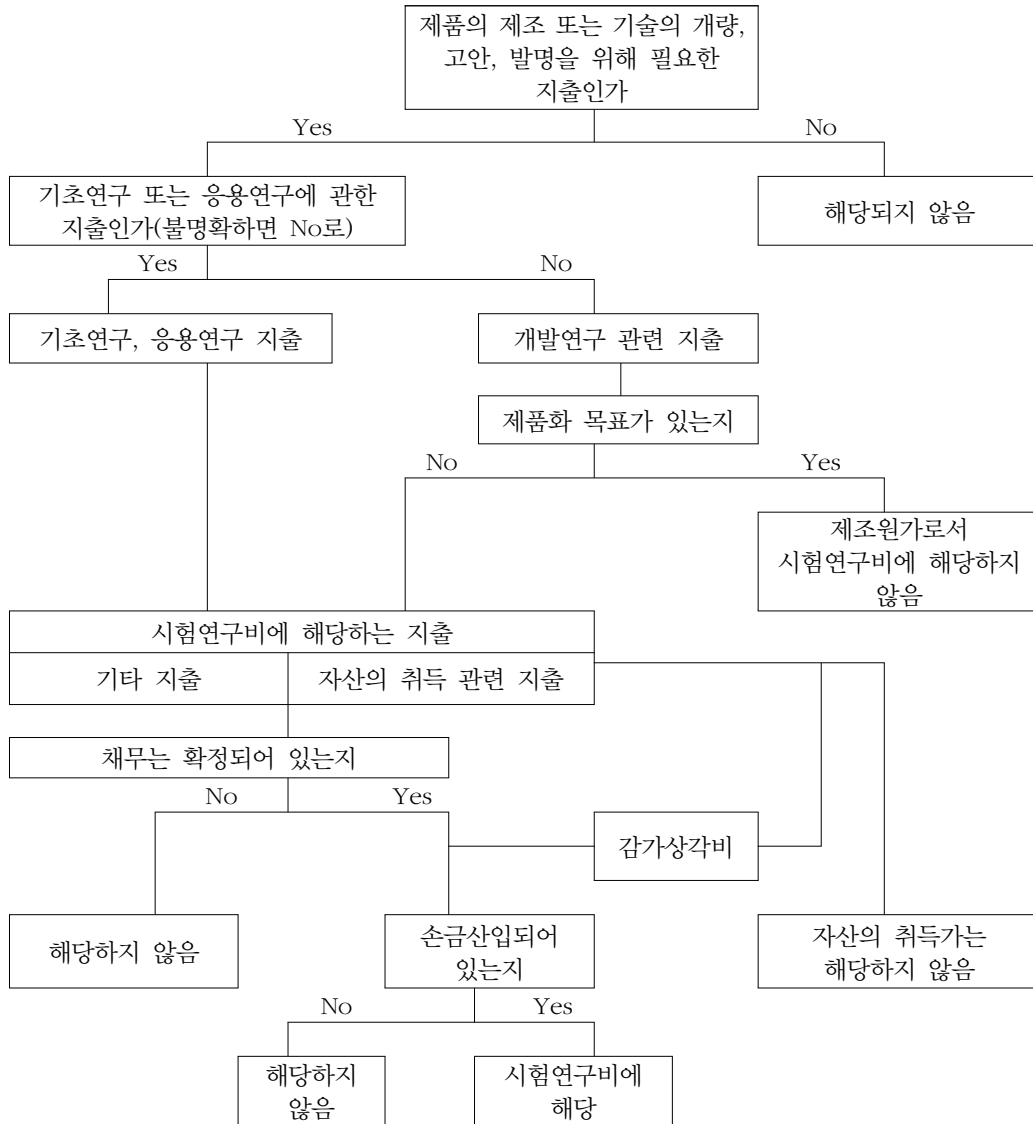 제품의 제조 또는 기술의 개량,
고안, 발명을 위해 필요한
지출인가
Yes
No
기초연구 또는 응용연구에 관한
지출인가(불명확하면 No로)
해당되지 않음
Yes
No
기초연구, 응용연구 지출
개발연구 관련 지출
제품화 목표가 있는지
No
Yes
제조원가로서
시험연구비에 해당하지
않음
시험연구비에 해당하는 지출
기타 지출
자산의 취득 관련 지출
채무는 확정되어 있는지
No
Yes
감가상각비
해당하지 않음
손금산입되어
있는지
자산의 취득가는
해당하지 않음
No
Yes
해당하지
않음
시험연구비에
해당